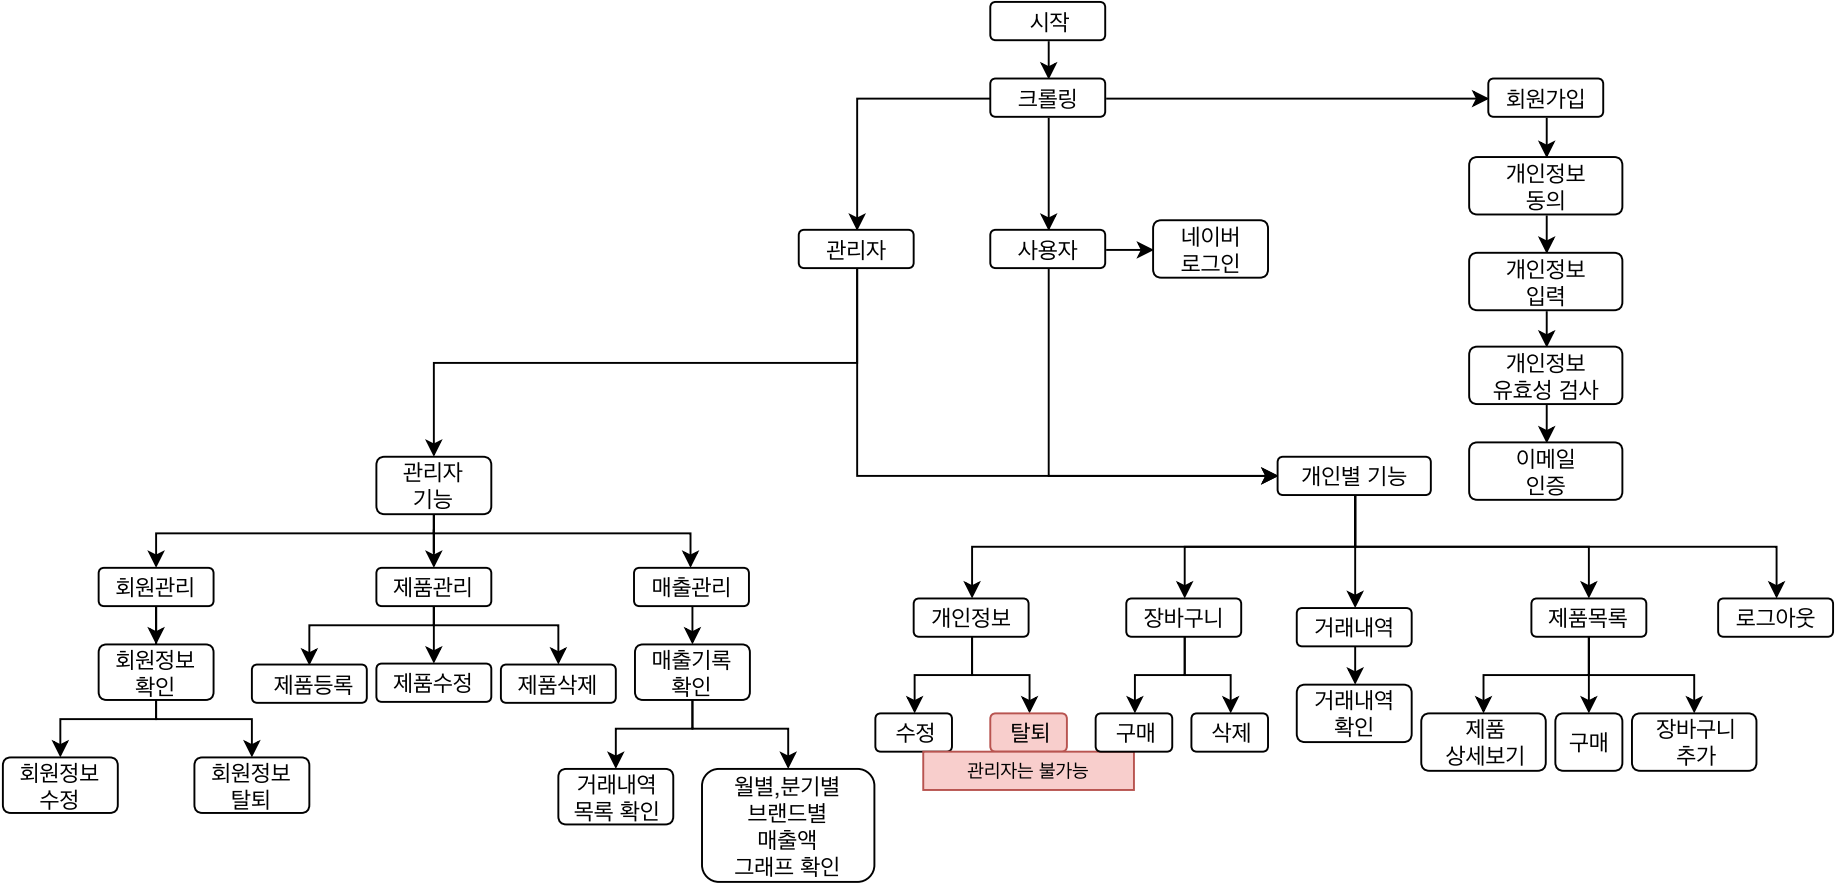 시작
크롤링
회원가입
개인정보
동의
관리자
사용자
네이버
로그인
개인정보
입력
개인정보
유효성 검사
이메일
인증
관리자
기능
개인별 기능
회원관리
제품관리
매출관리
개인정보
장바구니
거래내역
제품목록
로그아웃
회원정보
확인
제품등록
제품수정
제품삭제
매출기록
확인
거래내역
확인
수정
탈퇴
구매
삭제
제품
상세보기
구매
장바구니
추가
관리자는 불가능
회원정보
수정
회원정보
탈퇴
거래내역
목록 확인
월별,분기별
브랜드별
매출액
그래프 확인